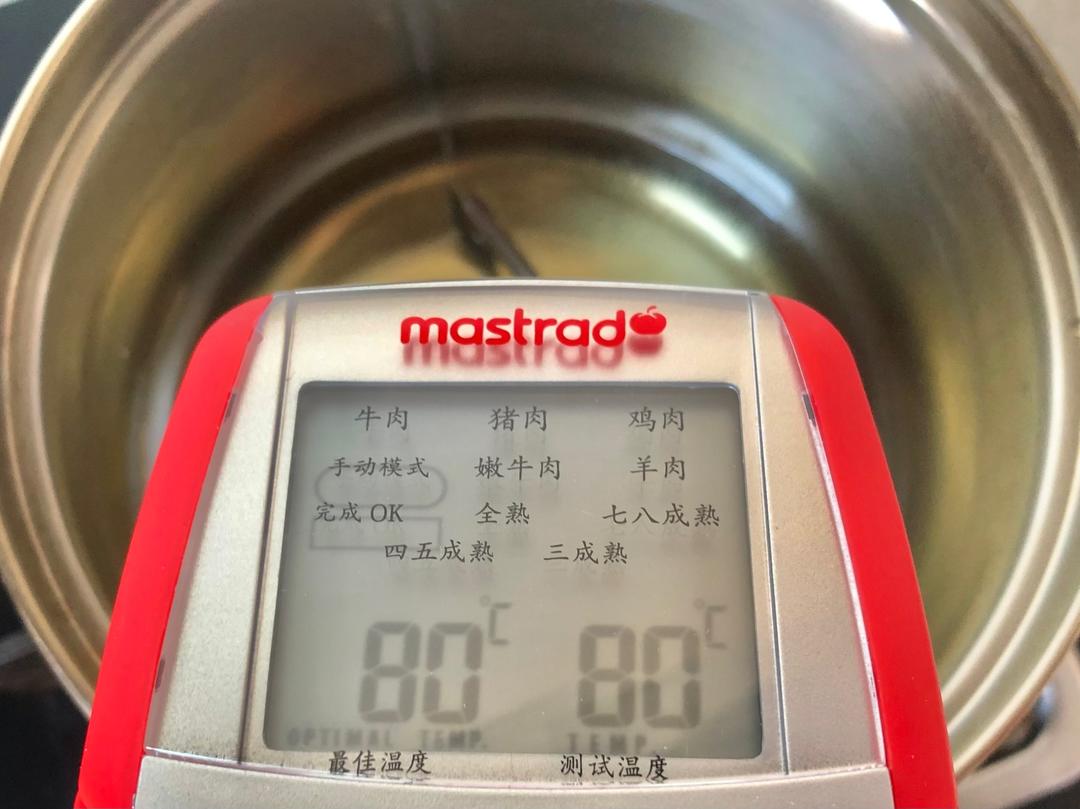 mastrad
牛肉 猪肉 鸡肉
手动模式 嫩牛肉 羊肉
完成 OK 全熟 七八成熟
四五成熟 三成熟
80°C 80°C
OPTIMAL TEMP. TEMP
最佳温度 测试温度